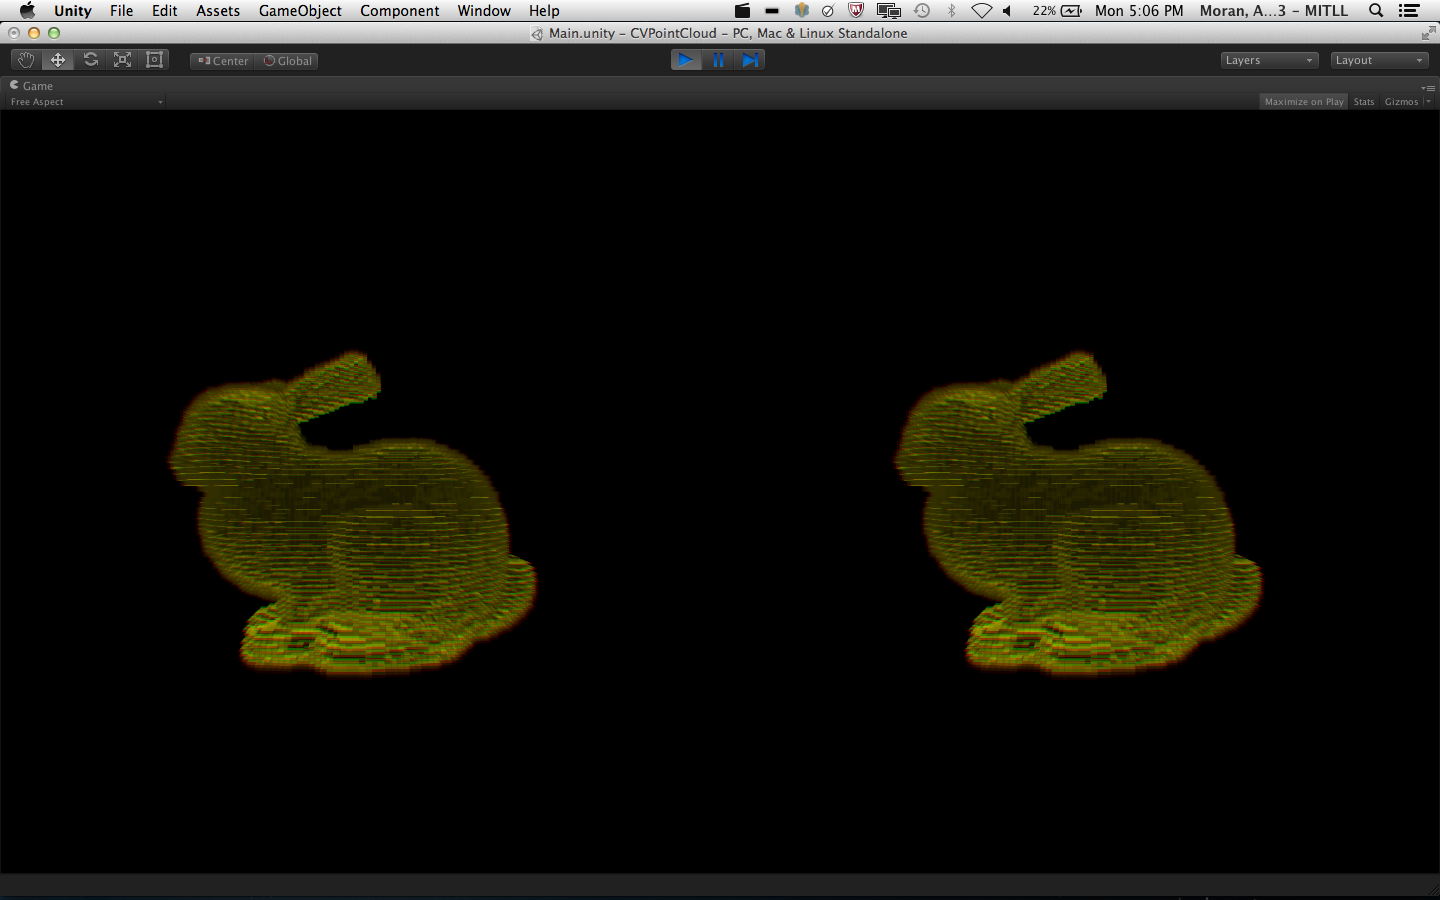 Unity File Edit Assets GameObject Component Window Help 22% Mon 5:06 PM Moran, A...3 – MITLL
Main.unity – CVPointCloud – PC, Mac & Linux Standalone
Center Global Layers Layout
Game
Free Aspect Maximize on Play Stats Gizmos